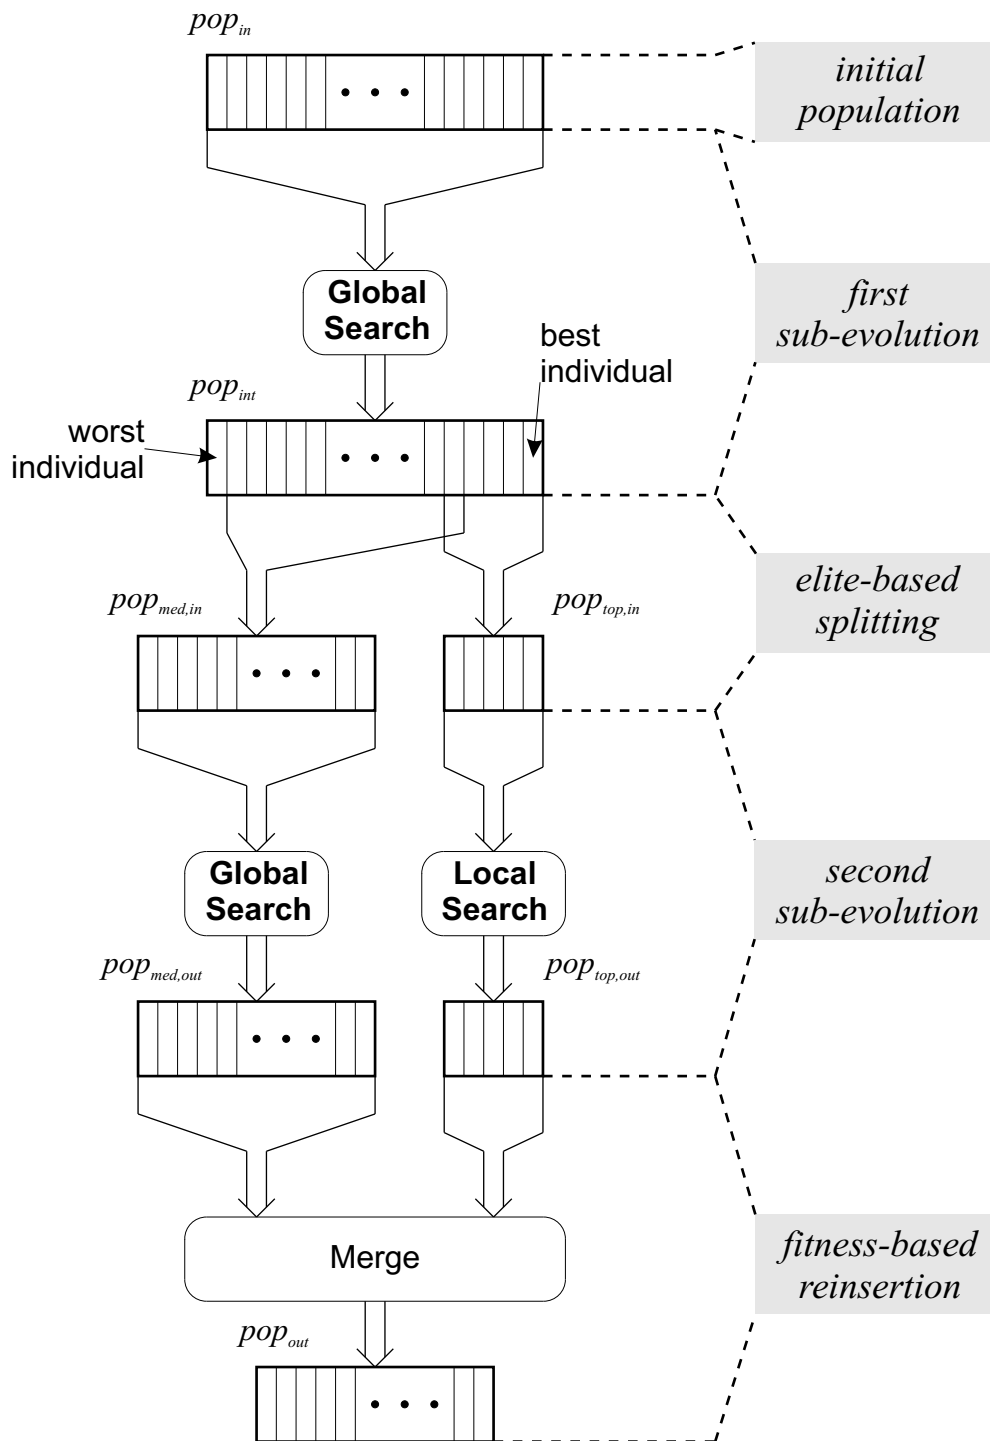 pop_in
initial
population
Global
Search
first
sub-evolution
best
individual
pop_int
worst
individual
elite-based
splitting
pop_med,in
pop_top,in
Global
Search
Local
Search
second
sub-evolution
pop_med,out
pop_top,out
Merge
fitness-based
reinsertion
pop_out